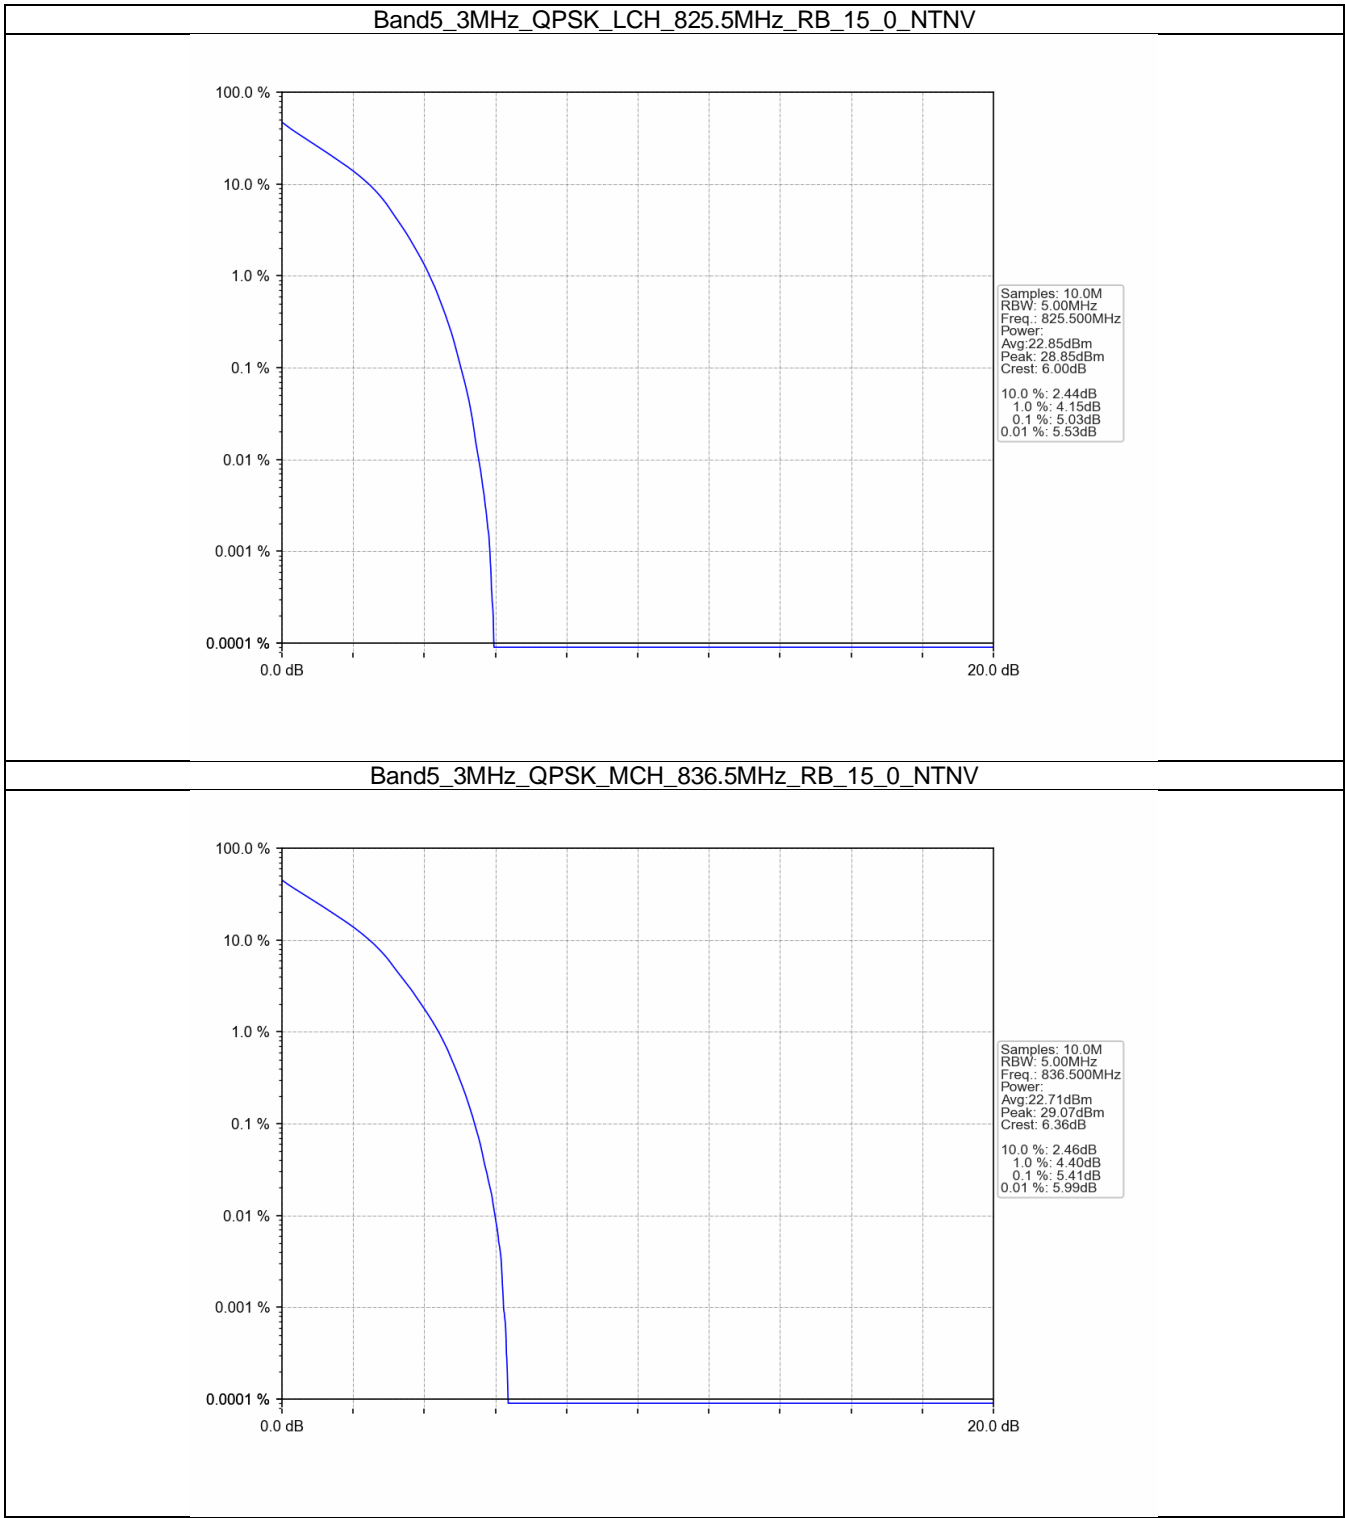 Band5_3MHz_QPSK_LCH_825.5MHz_RB_15_0_NTNV
100.0 %
10.0 %
1.0 %
0.1 %
0.01 %
0.001 %
0.0001 %
0.0 dB
20.0 dB
Samples: 10.0M
RBW: 5.00MHz
Freq.: 825.500MHz
Power:
Avg:22.85dBm
Peak: 28.85dBm
Crest: 6.00dB
10.0 %: 2.44dB
1.0 %: 4.15dB
0.1 %: 5.03dB
0.01 %: 5.53dB
Band5_3MHz_QPSK_MCH_836.5MHz_RB_15_0_NTNV
100.0 %
10.0 %
1.0 %
0.1 %
0.01 %
0.001 %
0.0001 %
0.0 dB
20.0 dB
Samples: 10.0M
RBW: 5.00MHz
Freq.: 836.500MHz
Power:
Avg:22.71dBm
Peak: 29.07dBm
Crest: 6.36dB
10.0 %: 2.46dB
1.0 %: 4.40dB
0.1 %: 5.41dB
0.01 %: 5.99dB